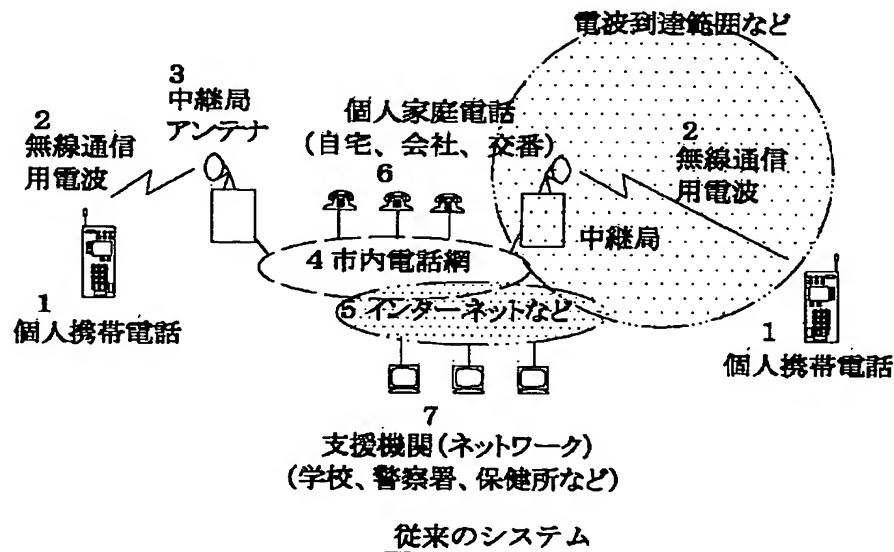 電波到達範囲など
3
中継局
アンテナ
2
無線通信
用電波
個人家庭電話
(自宅、会社、交番)
6
2
無線通信
用電波
中継局
4 市内電話網
5 インターネットなど
1
個人携帯電話
1
個人携帯電話
7
支援機関(ネットワーク)
(学校、警察署、保健所など)
従来のシステム